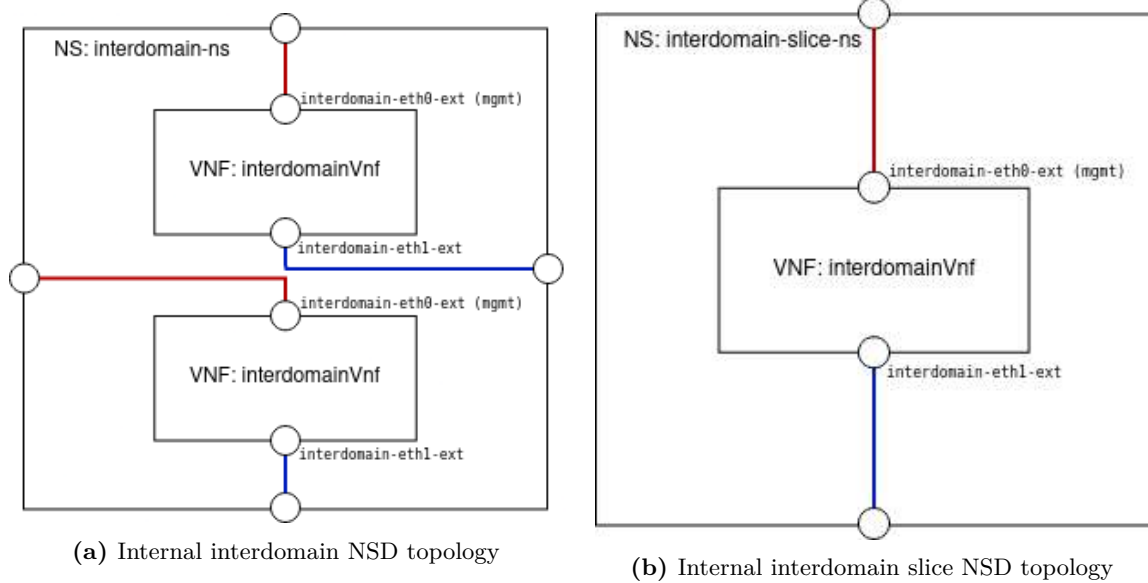 NS: interdomain-ns
interdomain-eth0-ext (mgmt)
VNF: interdomainVnf
interdomain-eth1-ext
interdomain-eth0-ext (mgmt)
VNF: interdomainVnf
interdomain-eth1-ext
(a) Internal interdomain NSD topology
NS: interdomain-slice-ns
interdomain-eth0-ext (mgmt)
VNF: interdomainVnf
interdomain-eth1-ext
(b) Internal interdomain slice NSD topology